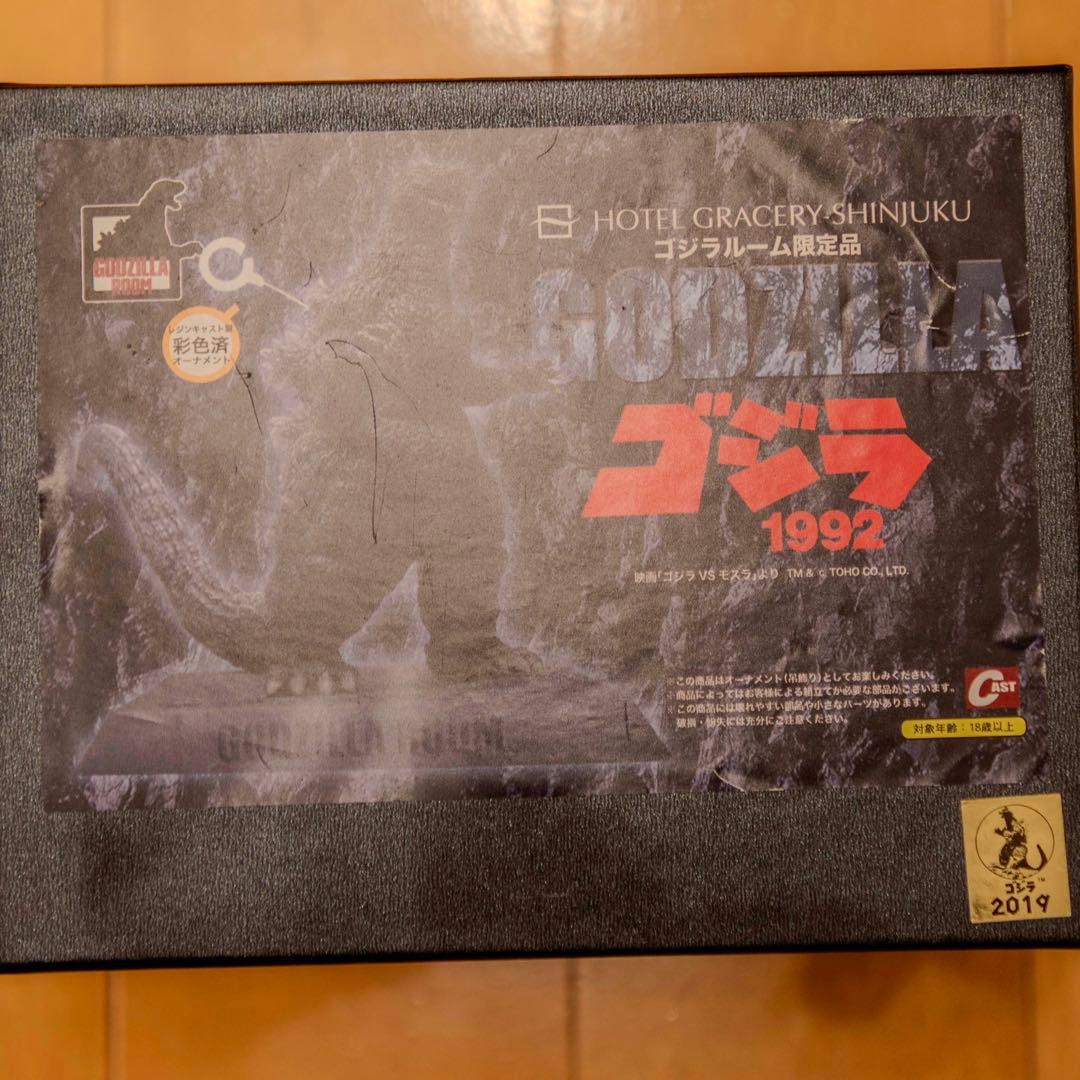 GODZILLA
ROOM
レジンキャスト製
彩色済
オーナメント
HOTEL GRACERY SHINJUKU
ゴジラルーム限定品
GODZILLA
ゴジラ
1992
映画「ゴジラ VS モスラ」より TM & c TOHO CO., LTD.
※この商品はオーナメント(吊飾り)としてお楽しみください。
※商品によってはお客様による組立てが必要な部品がございます。
※この商品には壊れやすい部品や小さなパーツがあります。
破損・紛失には充分にご注意ください。
CAST
対象年齢：18歳以上
GODZILLA ROOM
ゴジラ™
2019